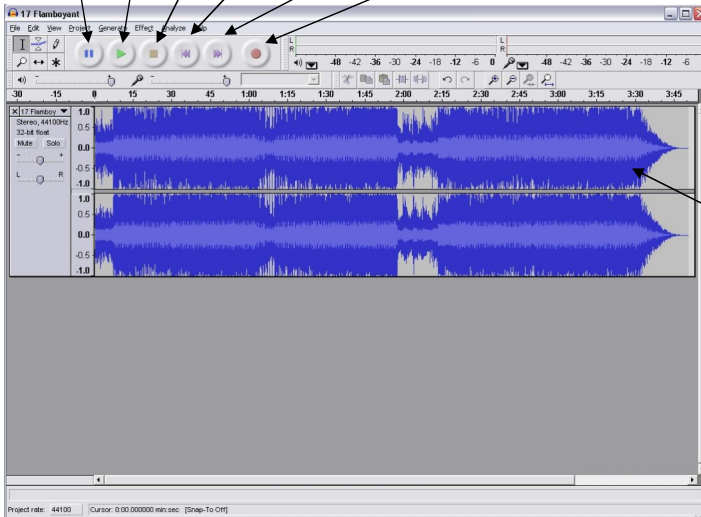 17 Flamboyant
File Edit View Project Generate Effect Analyze Help
L
R
L
R
-48 -42 -36 -30 -24 -18 -12 -6 0
-48 -42 -36 -30 -24 -18 -12 -6
-30 -15 0 15 30 45 1:00 1:15 1:30 1:45 2:00 2:15 2:30 2:45 3:00 3:15 3:30 3:45
X 17 Flamboy
Stereo, 44100Hz
32-bit float
Mute Solo
- +
L R
1.0
0.5
0.0
-0.5
-1.0
1.0
0.5
0.0
-0.5
-1.0
Project rate: 44100 Cursor: 0:00.000000 min:sec [Snap-To Off]